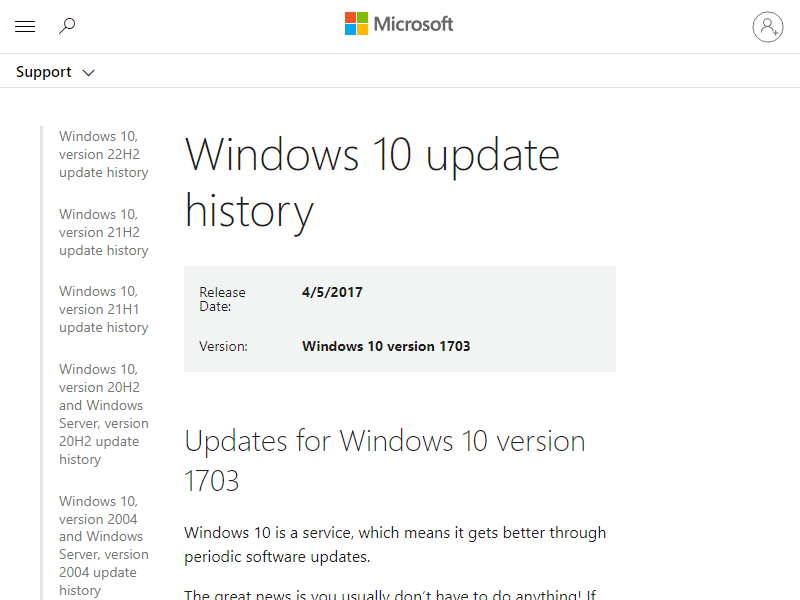 Microsoft
Support
Windows 10,
version 22H2
update history
Windows 10,
version 21H2
update history
Windows 10,
version 21H1
update history
Windows 10,
version 20H2
and Windows
Server, version
20H2 update
history
Windows 10,
version 2004
and Windows
Server, version
2004 update
history
Windows 10 update
history
Release
Date:
4/5/2017
Version:
Windows 10 version 1703
Updates for Windows 10 version
1703
Windows 10 is a service, which means it gets better through
periodic software updates.
The great news is you usually don’t have to do anything! If